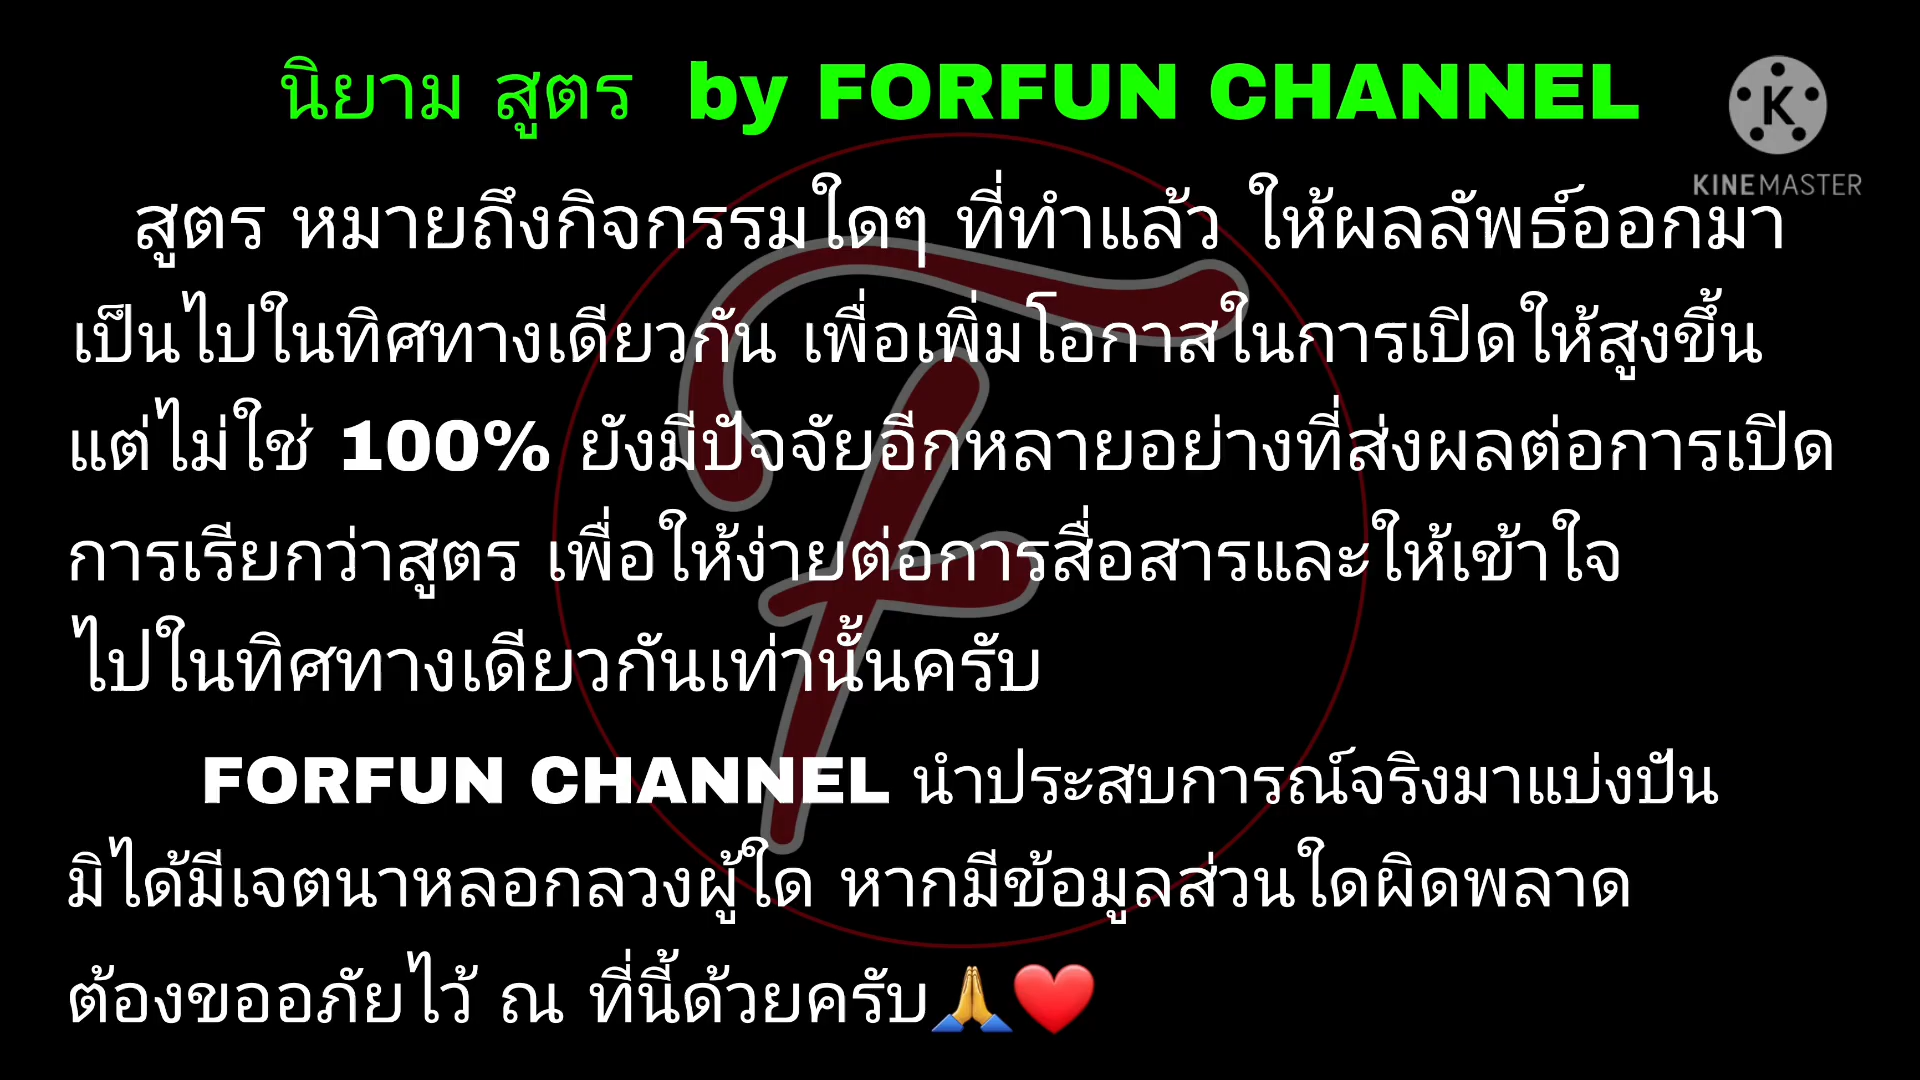 นิยาม สูตร by FORFUN CHANNEL
KINEMASTER
สูตร หมายถึงกิจกรรมใดๆ ที่ทำแล้ว ให้ผลลัพธ์ออกมา
เป็นไปในทิศทางเดียวกัน เพื่อเพิ่มโอกาสในการเปิดให้สูงขึ้น
แต่ไม่ใช่ 100% ยังมีปัจจัยอีกหลายอย่างที่ส่งผลต่อการเปิด
การเรียกว่าสูตร เพื่อให้ง่ายต่อการสื่อสารและให้เข้าใจ
ไปในทิศทางเดียวกันเท่านั้นครับ
FORFUN CHANNEL นำประสบการณ์จริงมาแบ่งปัน
มิได้มีเจตนาหลอกลวงผู้ใด หากมีข้อมูลส่วนใดผิดพลาด
ต้องขออภัยไว้ ณ ที่นี้ด้วยครับ🙏❤️